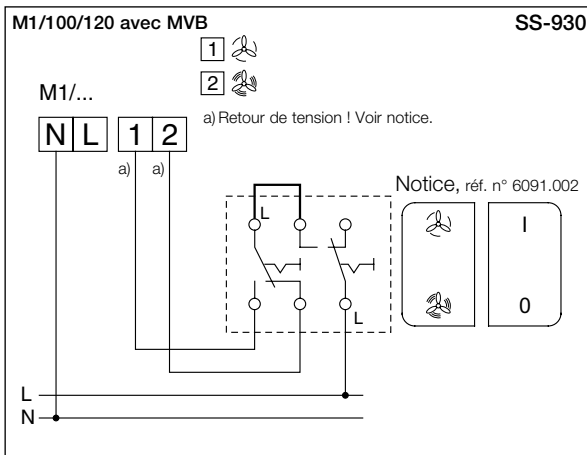 M1/100/120 avec MVB
SS-930
1
2
a) Retour de tension ! Voir notice.
M1/...
N L 1 2
a) a)
Notice, réf. n° 6091.002
L
I
0
L
L
N